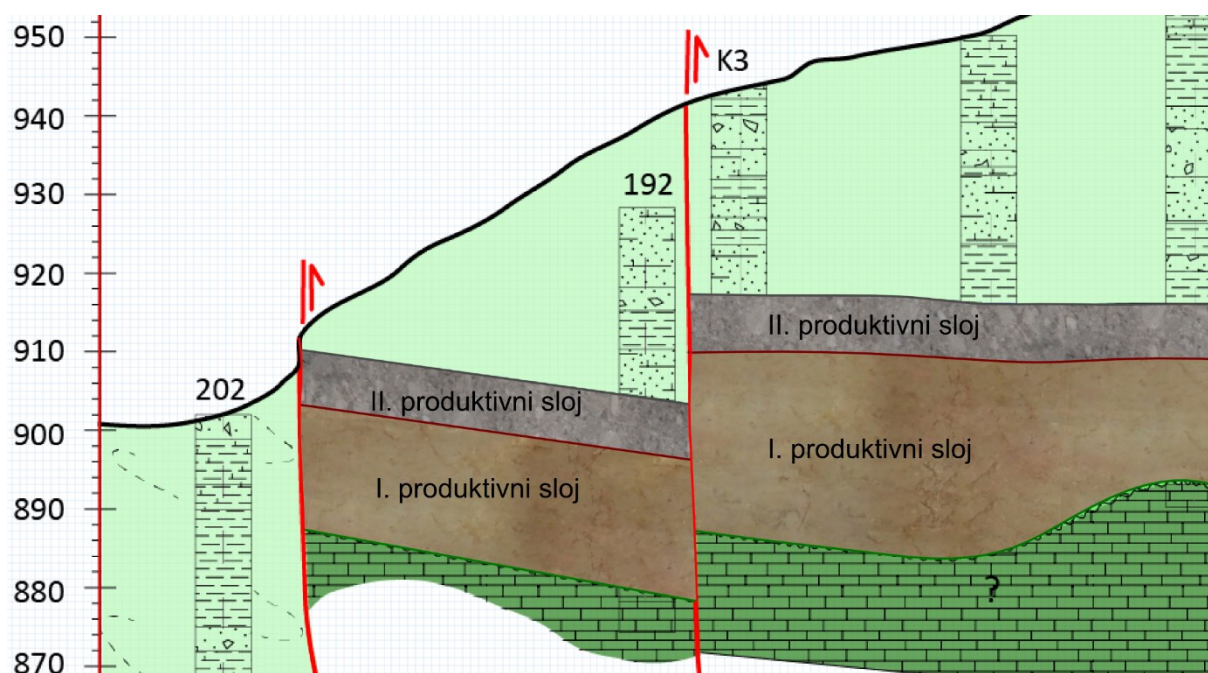 950
K3
940
930
192
920
II. produktivni sloj
910
202
II. produktivni sloj
900
I. produktivni sloj
I. produktivni sloj
890
880
?
870